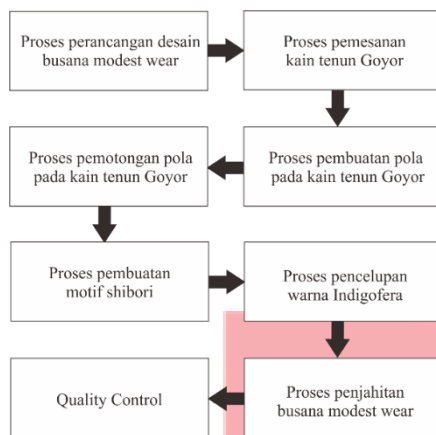 Proses perancangan desain
busana modest wear
Proses pemesanan
kain tenun Goyor
Proses pembuatan pola
pada kain tenun Goyor
Proses pemotongan pola
pada kain tenun Goyor
Proses pembuatan
motif shibori
Proses pencelupan
warna Indigofera
Proses penjahitan
busana modest wear
Quality Control